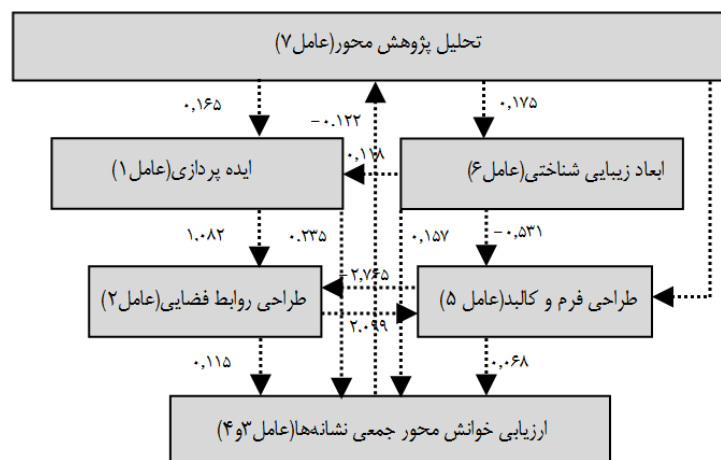 تحلیل پژوهش محور(عامل۷)
۰,۱۶۵
−۰.۱۲۲
۰,۱۷۵
ایده پردازی(عامل۱)
۰,۱۱۸
ابعاد زیبایی شناختی(عامل۶)
۱.۰۸۲
۰.۲۳۵
۰,۱۵۷
−۰,۵۳۱
طراحی روابط فضایی(عامل۲)
−۲,۷۶۵
طراحی فرم و کالبد(عامل ۵)
۲.۰۹۹
۰,۱۱۵
۰,۰۶۸
ارزیابی خوانش محور جمعی نشانه‌ها(عامل۳و۴)